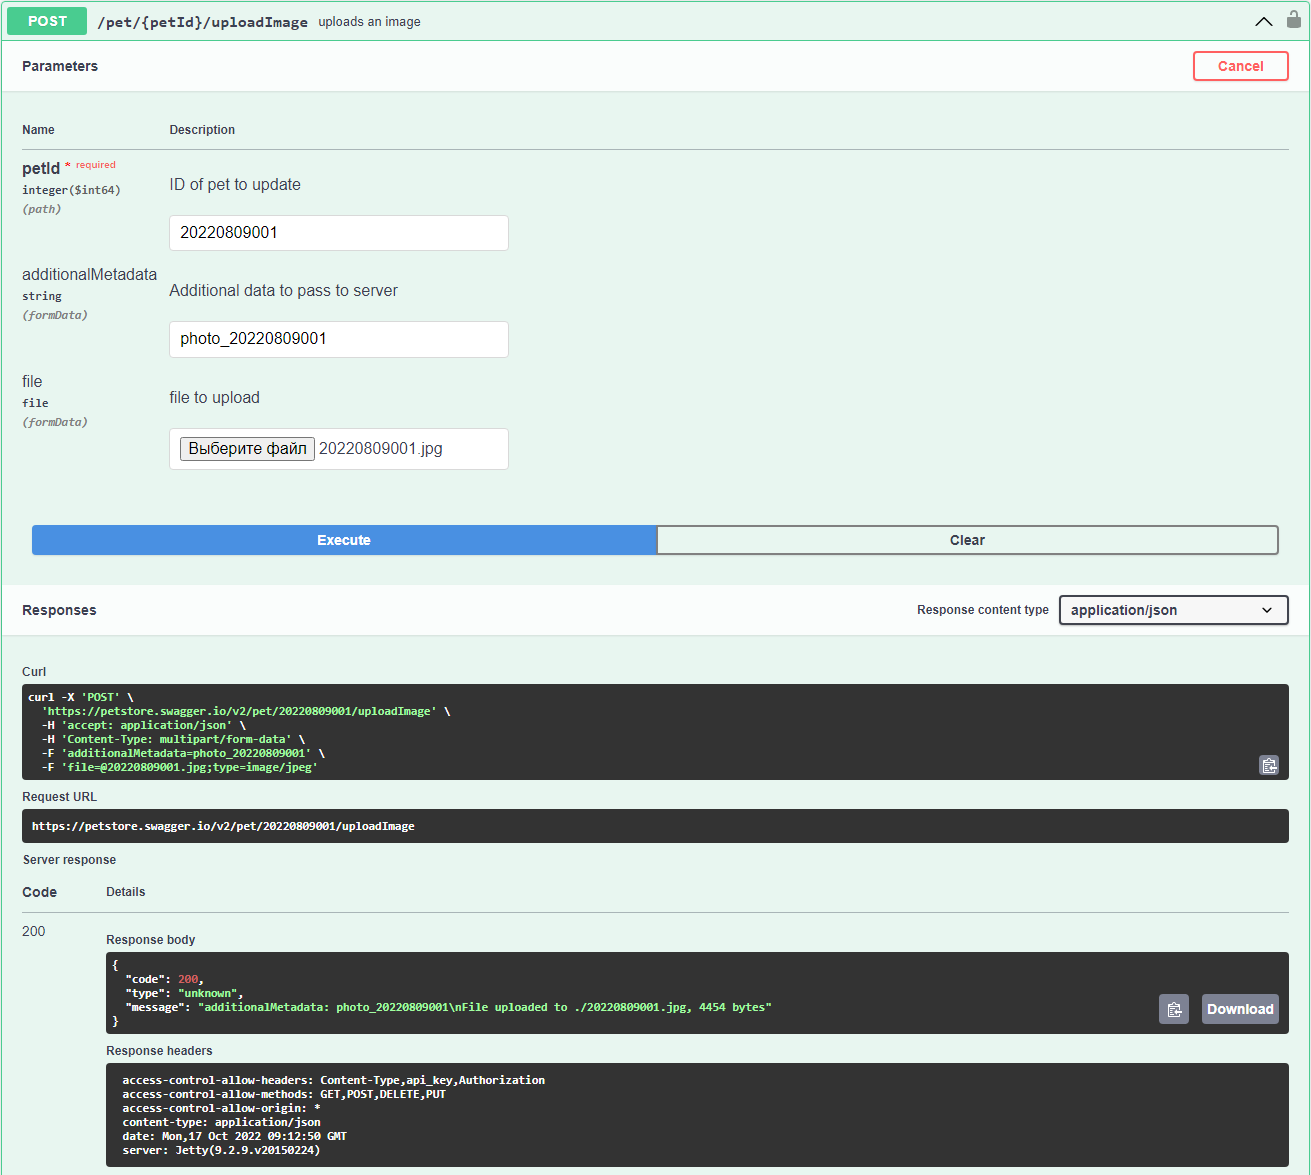 POST /pet/{petId}/uploadImage uploads an image
Parameters
Cancel
Name Description
petId * required
integer($int64)
(path)
ID of pet to update
20220809001
additionalMetadata
string
(formData)
Additional data to pass to server
photo_20220809001
file
file
(formData)
file to upload
Выберите файл 20220809001.jpg
Execute Clear
Responses Response content type application/json
Curl
curl -X 'POST' \
'https://petstore.swagger.io/v2/pet/20220809001/uploadImage' \
-H 'accept: application/json' \
-H 'Content-Type: multipart/form-data' \
-F 'additionalMetadata=photo_20220809001' \
-F 'file=@20220809001.jpg;type=image/jpeg'
Request URL
https://petstore.swagger.io/v2/pet/20220809001/uploadImage
Server response
Code Details
200
Response body
{
"code": 200,
"type": "unknown",
"message": "additionalMetadata: photo_20220809001\nFile uploaded to ./20220809001.jpg, 4454 bytes"
}
Download
Response headers
access-control-allow-headers: Content-Type,api_key,Authorization
access-control-allow-methods: GET,POST,DELETE,PUT
access-control-allow-origin: *
content-type: application/json
date: Mon,17 Oct 2022 09:12:50 GMT
server: Jetty(9.2.9.v20150224)